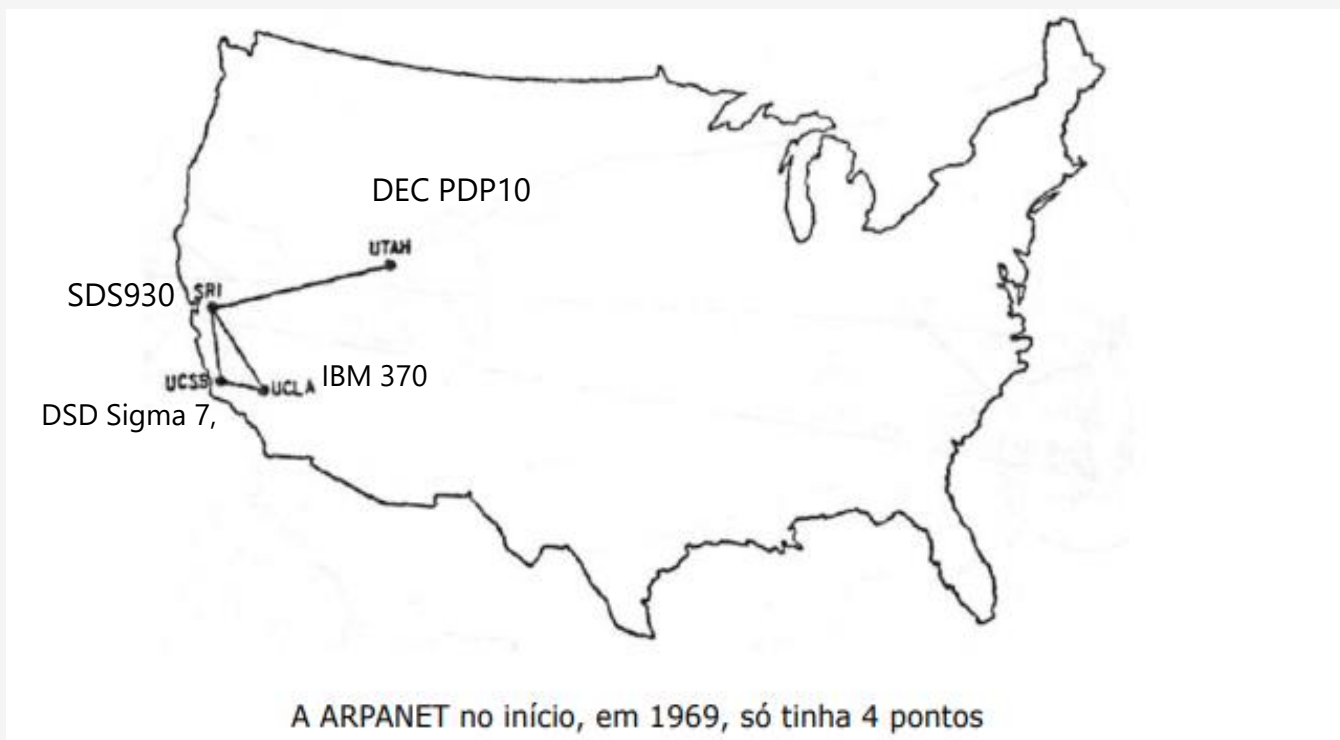 DEC PDP10
UTAH
SDS930
SRI
UCSB
UCLA
IBM 370
DSD Sigma 7,
A ARPANET no início, em 1969, só tinha 4 pontos